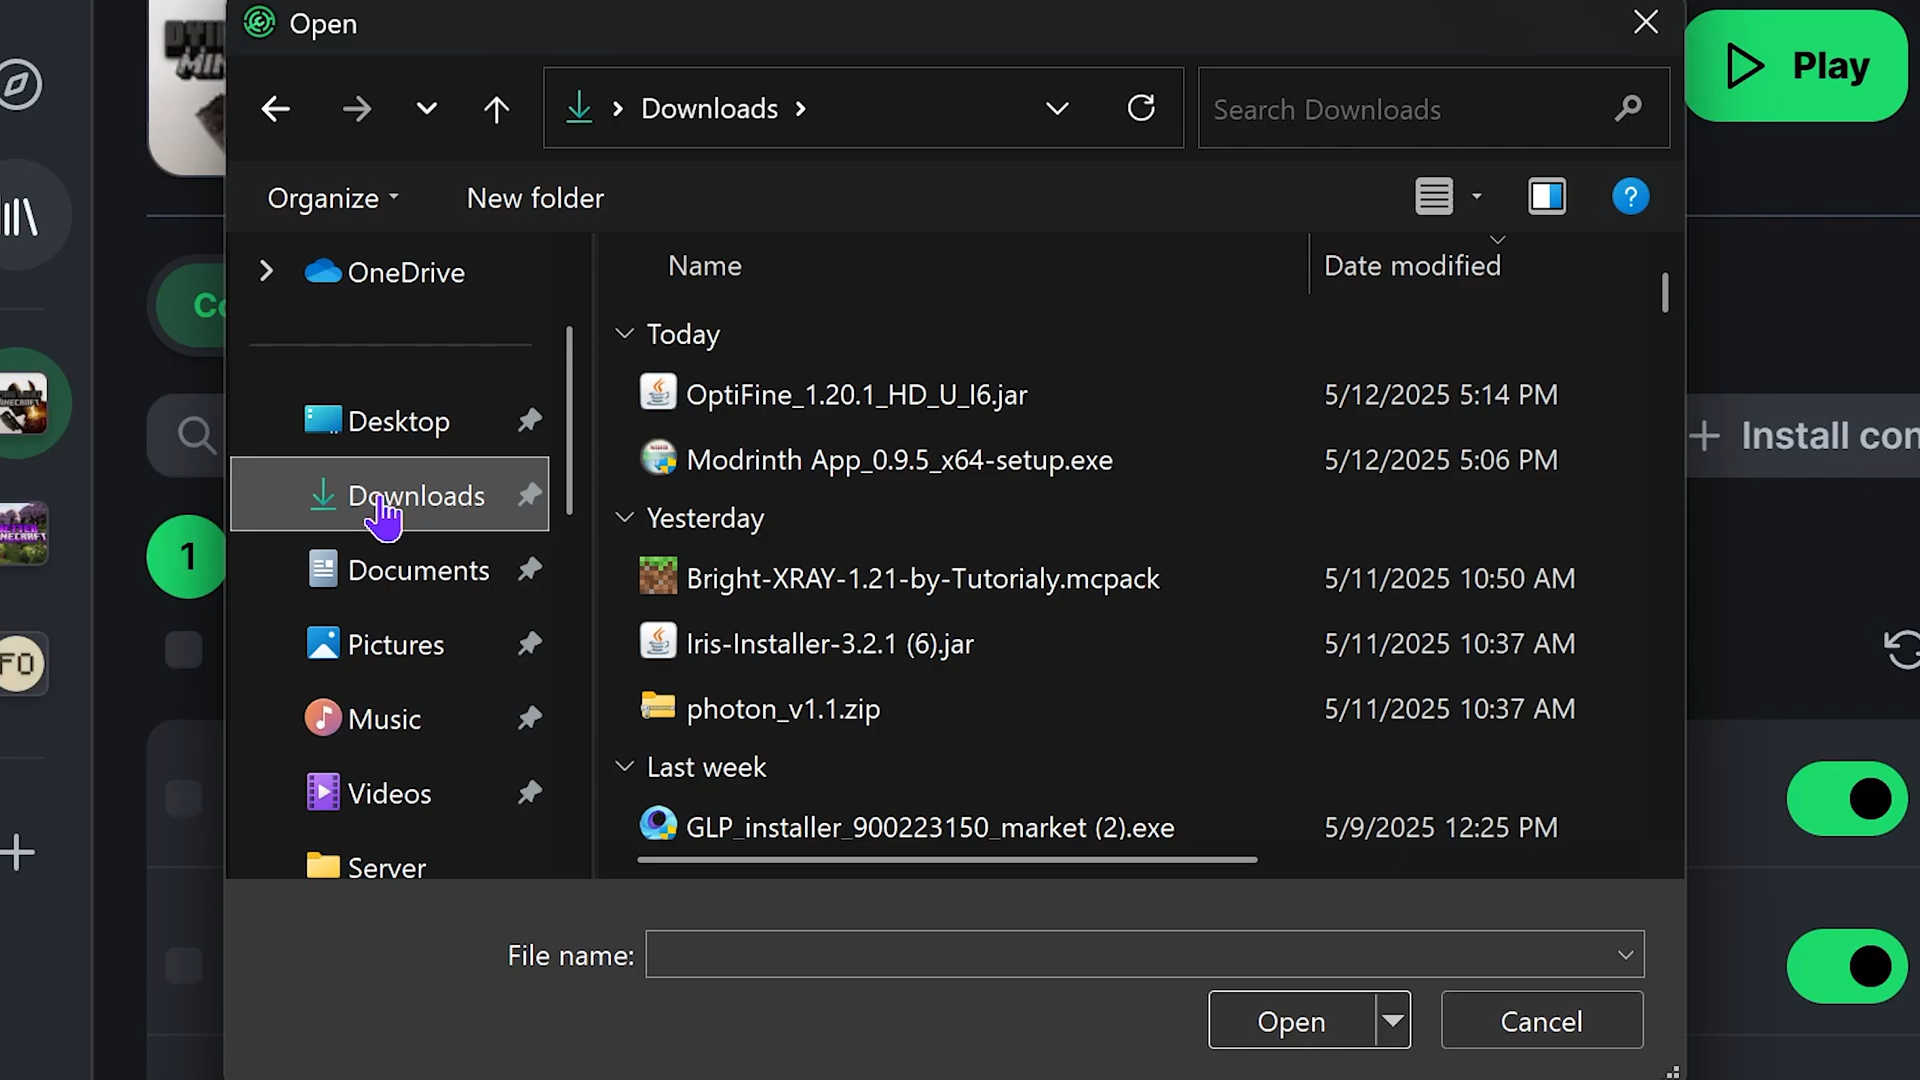 Open
Play
Downloads
Search Downloads
Organize
New folder
?
OneDrive
Name
Date modified
Today
OptiFine_1.20.1_HD_U_I6.jar 5/12/2025 5:14 PM
Modrinth App_0.9.5_x64-setup.exe 5/12/2025 5:06 PM
Yesterday
Bright-XRAY-1.21-by-Tutorialy.mcpack 5/11/2025 10:50 AM
Iris-Installer-3.2.1 (6).jar 5/11/2025 10:37 AM
photon_v1.1.zip 5/11/2025 10:37 AM
Last week
GLP_installer_900223150_market (2).exe 5/9/2025 12:25 PM
Desktop
Downloads
Documents
Pictures
Music
Videos
Server
File name:
Open
Cancel
Co
1
FO
Install con